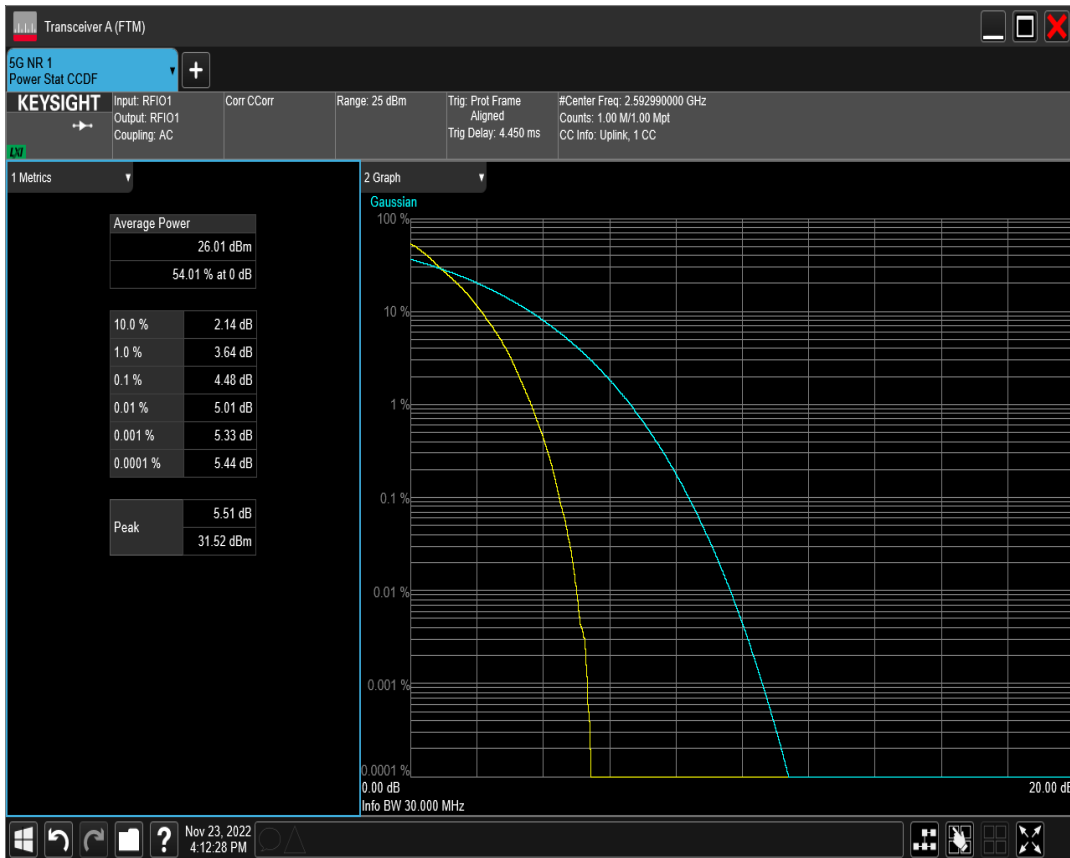 Transceiver A (FTM)
5G NR 1
Power Stat CCDF
+
KEYSIGHT
LXI
Input: RFIO1
Output: RFIO1
Coupling: AC
Corr CCorr
Range: 25 dBm
Trig: Prot Frame
Aligned
Trig Delay: 4.450 ms
#Center Freq: 2.592990000 GHz
Counts: 1.00 M/1.00 Mpt
CC Info: Uplink, 1 CC
1 Metrics
Average Power
26.01 dBm
54.01 % at 0 dB
10.0 % 2.14 dB
1.0 % 3.64 dB
0.1 % 4.48 dB
0.01 % 5.01 dB
0.001 % 5.33 dB
0.0001 % 5.44 dB
Peak
5.51 dB
31.52 dBm
2 Graph
Gaussian
100 %
10 %
1 %
0.1 %
0.01 %
0.001 %
0.0001 %
0.00 dB 20.00 dB
Info BW 30.000 MHz
?
Nov 23, 2022
4:12:28 PM